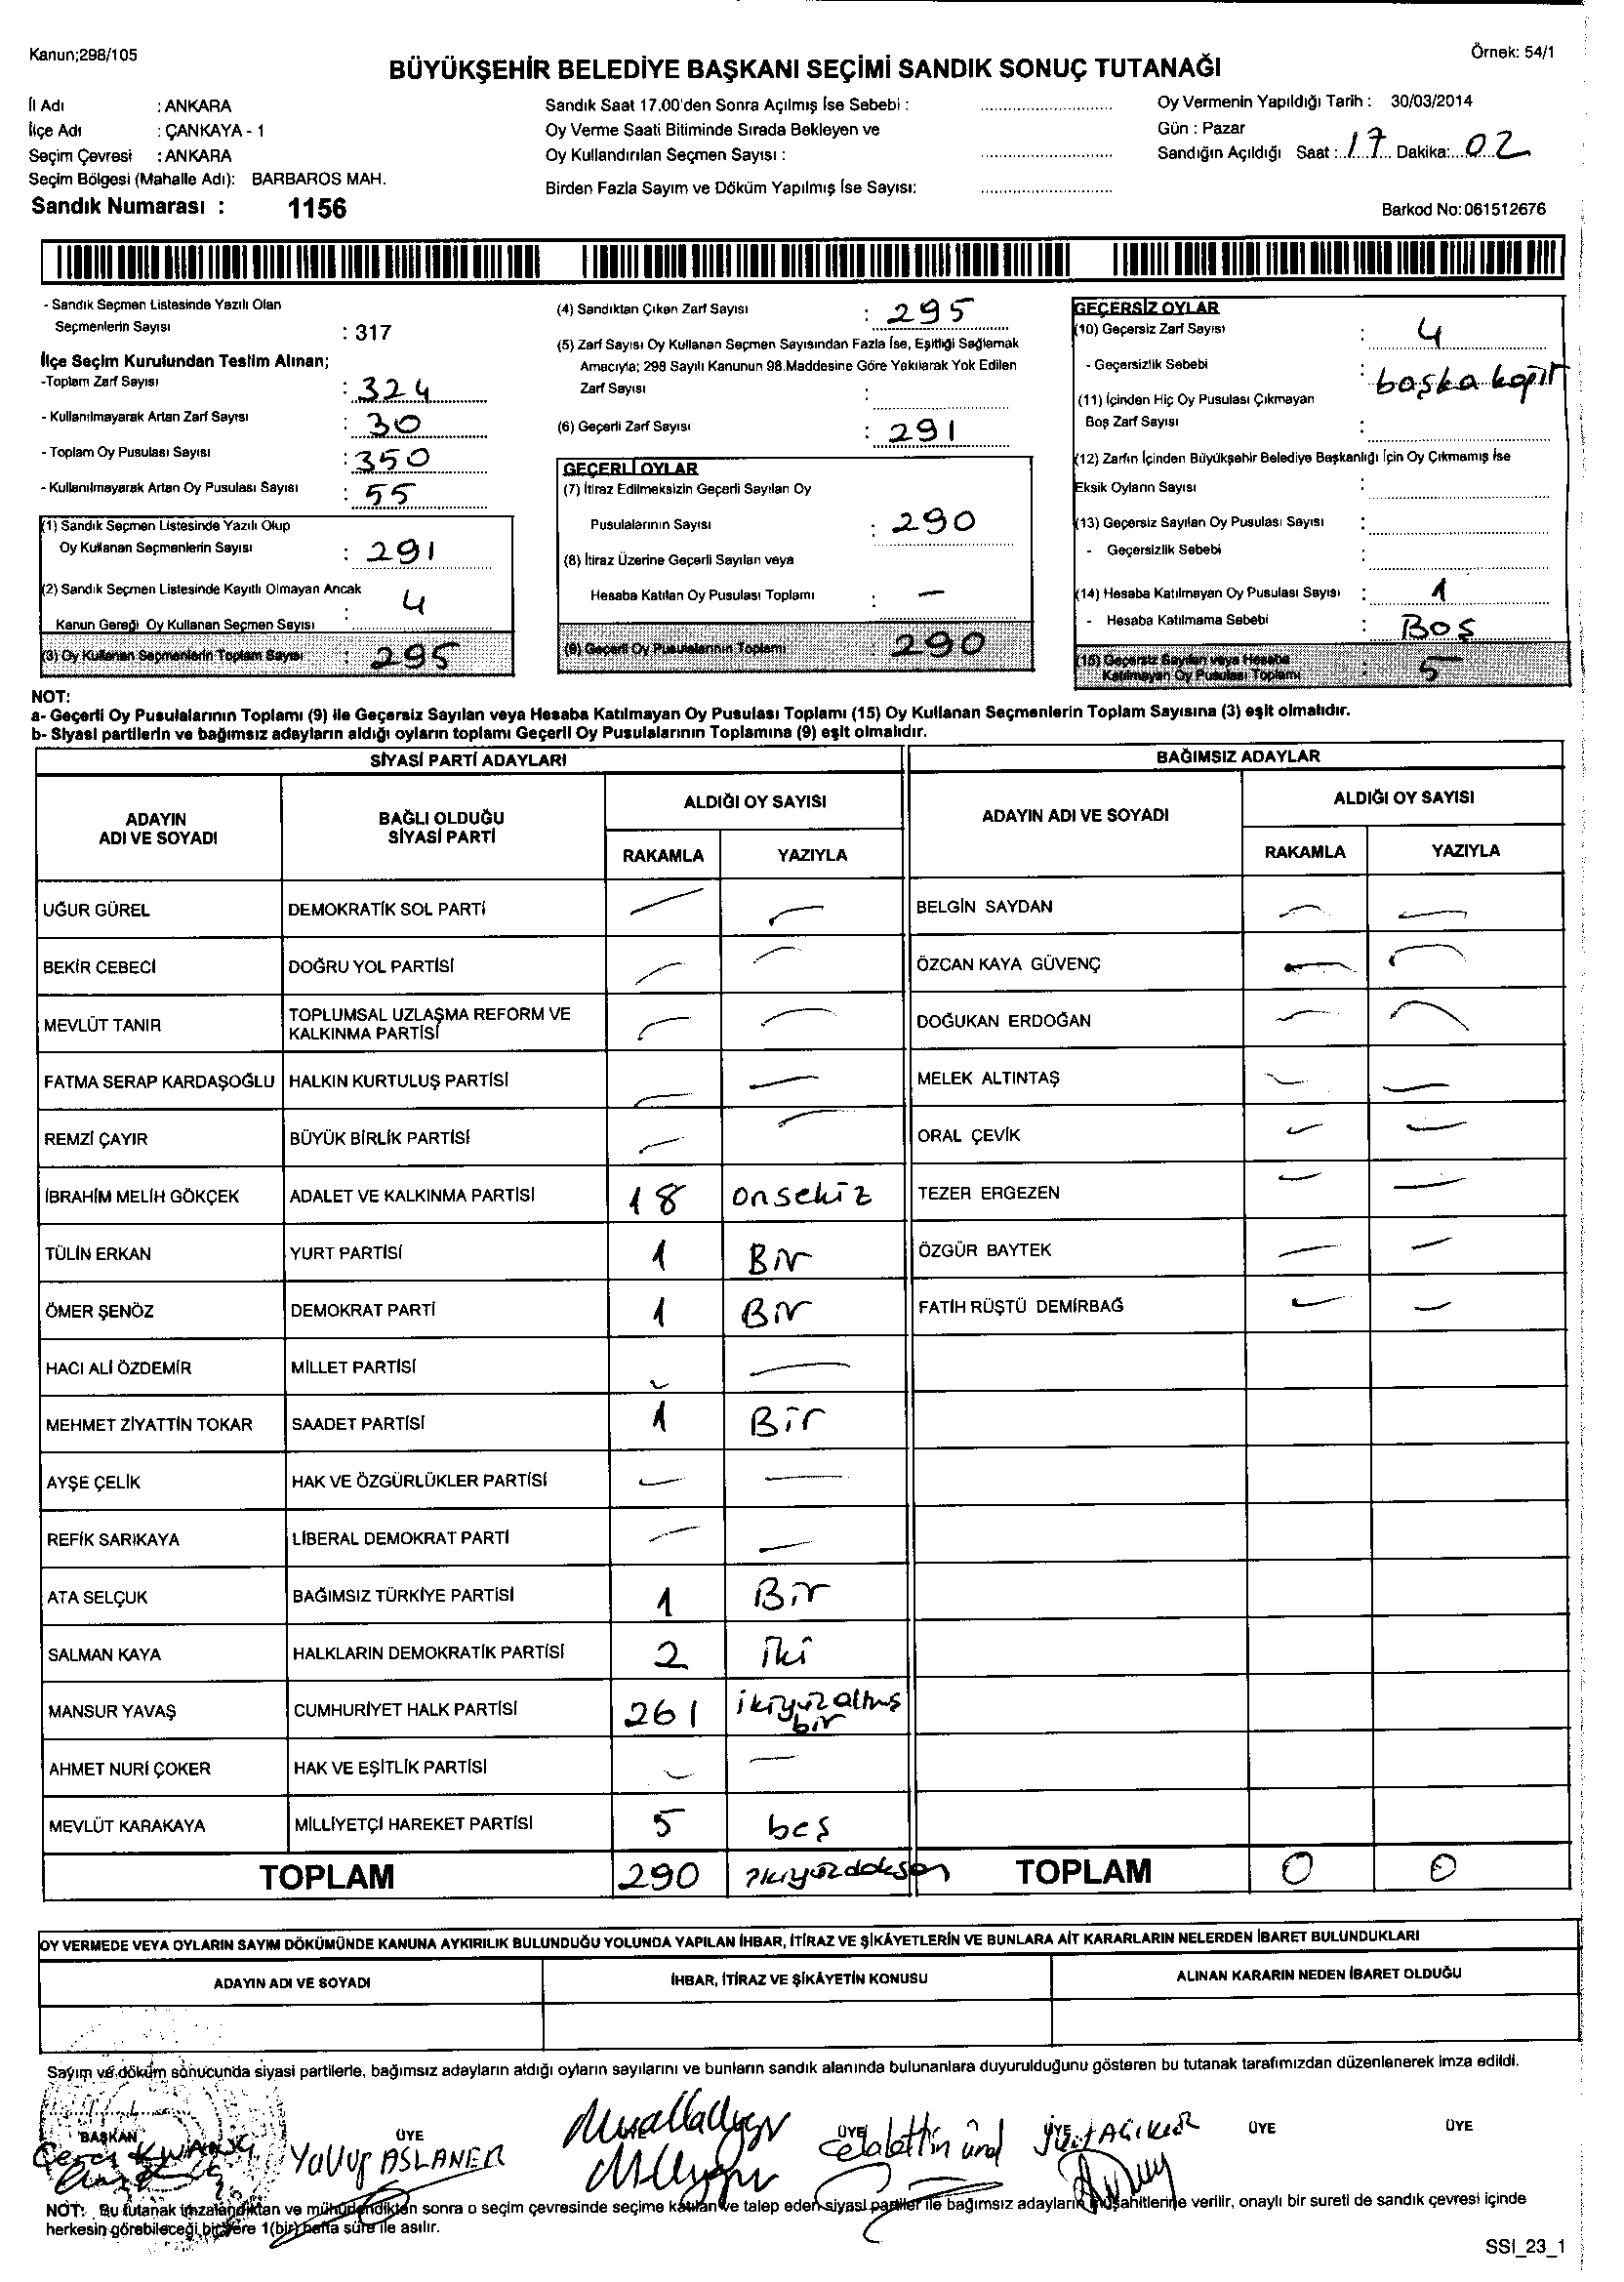 Kanun;298/105
Örnek: 54/1
BÜYÜKŞEHİR BELEDİYE BAŞKANI SEÇİMİ SANDIK SONUÇ TUTANAĞI
İl Adı : ANKARA
İlçe Adı : ÇANKAYA - 1
Seçim Çevresi : ANKARA
Seçim Bölgesi (Mahalle Adı): BARBAROS MAH.
Sandık Numarası : 1156
Sandık Saat 17.00'den Sonra Açılmış İse Sebebi :
Oy Verme Saati Bitiminde Sırada Bekleyen ve
Oy Kullandırılan Seçmen Sayısı :
Birden Fazla Sayım ve Döküm Yapılmış İse Sayısı:
Oy Vermenin Yapıldığı Tarih : 30/03/2014
Gün : Pazar
Sandığın Açıldığı Saat : 17 Dakika: 02
Barkod No:061512676
- Sandık Seçmen Listesinde Yazılı Olan
Seçmenlerin Sayısı : 317
İlçe Seçim Kurulundan Teslim Alınan;
-Toplam Zarf Sayısı : 324
- Kullanılmayarak Artan Zarf Sayısı : 30
- Toplam Oy Pusulası Sayısı : 350
- Kullanılmayarak Artan Oy Pusulası Sayısı : 55
(1) Sandık Seçmen Listesinde Yazılı Olup
Oy Kullanan Seçmenlerin Sayısı : 291
(2) Sandık Seçmen Listesinde Kayıtlı Olmayan Ancak
Kanun Gereği Oy Kullanan Seçmen Sayısı : 4
(3) Oy Kullanan Seçmenlerin Toplam Sayısı : 295
(4) Sandıktan Çıkan Zarf Sayısı : 295
(5) Zarf Sayısı Oy Kullanan Seçmen Sayısından Fazla İse, Eşitliği Sağlamak
Amacıyla; 298 Sayılı Kanunun 98.Maddesine Göre Yakılarak Yok Edilen
Zarf Sayısı :
(6) Geçerli Zarf Sayısı : 291
GEÇERLİ OYLAR
(7) İtiraz Edilmeksizin Geçerli Sayılan Oy
Pusulalarının Sayısı : 290
(8) İtiraz Üzerine Geçerli Sayılan veya
Hesaba Katılan Oy Pusulası Toplamı : —
(9) Geçerli Oy Pusulalarının Toplamı : 290
GEÇERSİZ OYLAR
(10) Geçersiz Zarf Sayısı : 4
- Geçersizlik Sebebi : başka kağıt
(11) İçinden Hiç Oy Pusulası Çıkmayan
Boş Zarf Sayısı :
(12) Zarfın İçinden Büyükşehir Belediye Başkanlığı İçin Oy Çıkmamış İse
Eksik Oyların Sayısı :
(13) Geçersiz Sayılan Oy Pusulası Sayısı :
- Geçersizlik Sebebi :
(14) Hesaba Katılmayan Oy Pusulası Sayısı : 1
- Hesaba Katılmama Sebebi : BOŞ
(15) Geçersiz Sayılan veya Hesaba
Katılmayan Oy Pusulası Toplamı : 5
NOT:
a- Geçerli Oy Pusulalarının Toplamı (9) ile Geçersiz Sayılan veya Hesaba Katılmayan Oy Pusulası Toplamı (15) Oy Kullanan Seçmenlerin Toplam Sayısına (3) eşit olmalıdır.
b- Siyasi partilerin ve bağımsız adayların aldığı oyların toplamı Geçerli Oy Pusulalarının Toplamına (9) eşit olmalıdır.
SİYASİ PARTİ ADAYLARI
BAĞIMSIZ ADAYLAR
ADAYIN
ADI VE SOYADI
BAĞLI OLDUĞU
SİYASİ PARTİ
ALDIĞI OY SAYISI
RAKAMLA YAZIYLA
ADAYIN ADI VE SOYADI
ALDIĞI OY SAYISI
RAKAMLA YAZIYLA
UĞUR GÜREL DEMOKRATİK SOL PARTİ — — BELGİN SAYDAN — —
BEKİR CEBECİ DOĞRU YOL PARTİSİ — — ÖZCAN KAYA GÜVENÇ — —
MEVLÜT TANIR TOPLUMSAL UZLAŞMA REFORM VE
KALKINMA PARTİSİ — — DOĞUKAN ERDOĞAN — —
FATMA SERAP KARDAŞOĞLU HALKIN KURTULUŞ PARTİSİ — — MELEK ALTINTAŞ — —
REMZİ ÇAYIR BÜYÜK BİRLİK PARTİSİ — — ORAL ÇEVİK — —
İBRAHİM MELİH GÖKÇEK ADALET VE KALKINMA PARTİSİ 18 onsekiz TEZER ERGEZEN — —
TÜLİN ERKAN YURT PARTİSİ 1 Bir ÖZGÜR BAYTEK — —
ÖMER ŞENÖZ DEMOKRAT PARTİ 1 Bir FATİH RÜŞTÜ DEMİRBAĞ — —
HACI ALİ ÖZDEMİR MİLLET PARTİSİ — —
MEHMET ZİYATTİN TOKAR SAADET PARTİSİ 1 Bir
AYŞE ÇELİK HAK VE ÖZGÜRLÜKLER PARTİSİ — —
REFİK SARIKAYA LİBERAL DEMOKRAT PARTİ — —
ATA SELÇUK BAĞIMSIZ TÜRKİYE PARTİSİ 1 Bir
SALMAN KAYA HALKLARIN DEMOKRATİK PARTİSİ 2 iki
MANSUR YAVAŞ CUMHURİYET HALK PARTİSİ 261 ikiyüzaltmış
bir
AHMET NURİ ÇOKER HAK VE EŞİTLİK PARTİSİ — —
MEVLÜT KARAKAYA MİLLİYETÇİ HAREKET PARTİSİ 5 beş
TOPLAM 290 ikiyüzdoksan TOPLAM 0 0
OY VERMEDE VEYA OYLARIN SAYIM DÖKÜMÜNDE KANUNA AYKIRILIK BULUNDUĞU YOLUNDA YAPILAN İHBAR, İTİRAZ VE ŞİKÂYETLERİN VE BUNLARA AİT KARARLARIN NELERDEN İBARET BULUNDUKLARI
ADAYIN ADI VE SOYADI İHBAR, İTİRAZ VE ŞİKÂYETİN KONUSU ALINAN KARARIN NEDEN İBARET OLDUĞU
Sayım ve döküm sonucunda siyasi partilerle, bağımsız adayların aldığı oyların sayılarını ve bunların sandık alanında bulunanlara duyurulduğunu gösteren bu tutanak tarafımızdan düzenlenerek imza edildi.
BAŞKAN ÜYE ÜYE ÜYE ÜYE ÜYE
YAVUZ ASLANER Celalettin ünal
NOT: Bu tutanak imzalandıktan ve mühürlendikten sonra o seçim çevresinde seçime katılan ve talep eden siyasi partiler ile bağımsız adayların müşahitlerine verilir, onaylı bir sureti de sandık çevresi içinde
herkesin görebileceği bir yere 1(bir) hafta süre ile asılır.
SSI_23_1